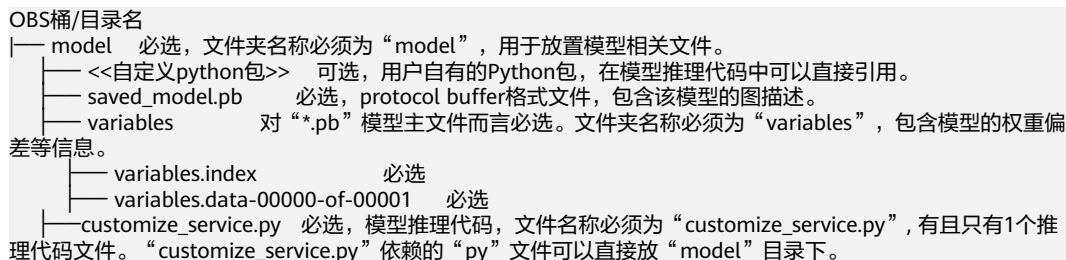 OBS桶/目录名
|── model 必选，文件夹名称必须为“model”，用于放置模型相关文件。
├── <<自定义python包>> 可选，用户自有的Python包，在模型推理代码中可以直接引用。
├── saved_model.pb 必选，protocol buffer格式文件，包含该模型的图描述。
├── variables 对“*.pb”模型主文件而言必选。文件夹名称必须为“variables”，包含模型的权重偏
差等信息。
├── variables.index 必选
├── variables.data-00000-of-00001 必选
├──customize_service.py 必选，模型推理代码，文件名称必须为“customize_service.py”, 有且只有1个推
理代码文件。“customize_service.py”依赖的“py”文件可以直接放“model”目录下。